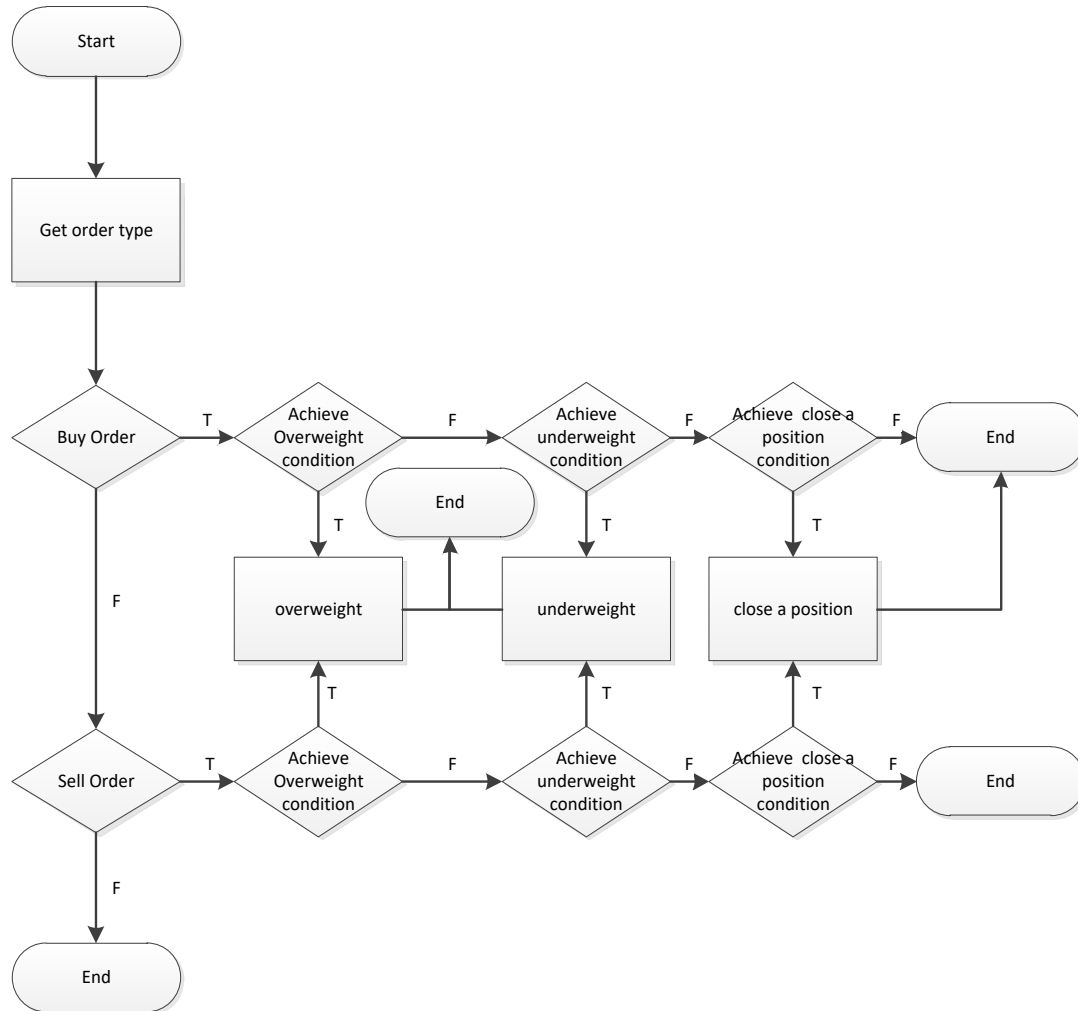 Start
Get order type
Buy Order
T
Achieve
Overweight
condition
F
Achieve
underweight
condition
F
Achieve  close a
position
condition
F
End
End
T
T
T
F
overweight
underweight
close a position
T
T
T
Sell Order
T
Achieve
Overweight
condition
F
Achieve
underweight
condition
F
Achieve  close a
position
condition
F
End
F
End